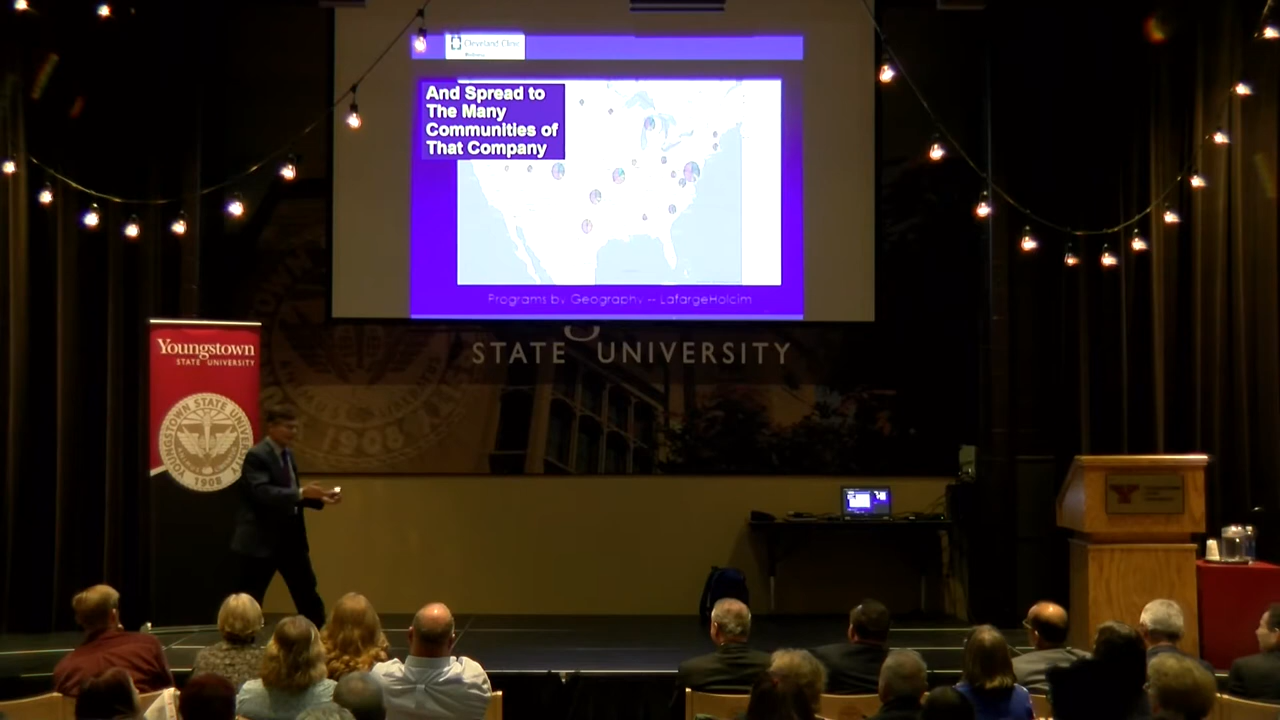 Cleveland Clinic
And Spread to
The Many
Communities of
That Company
Programs by Geography -- LafargeHolcim
STATE UNIVERSITY
1908
Youngstown
STATE UNIVERSITY
YOUNGSTOWN STATE UNIVERSITY
1908